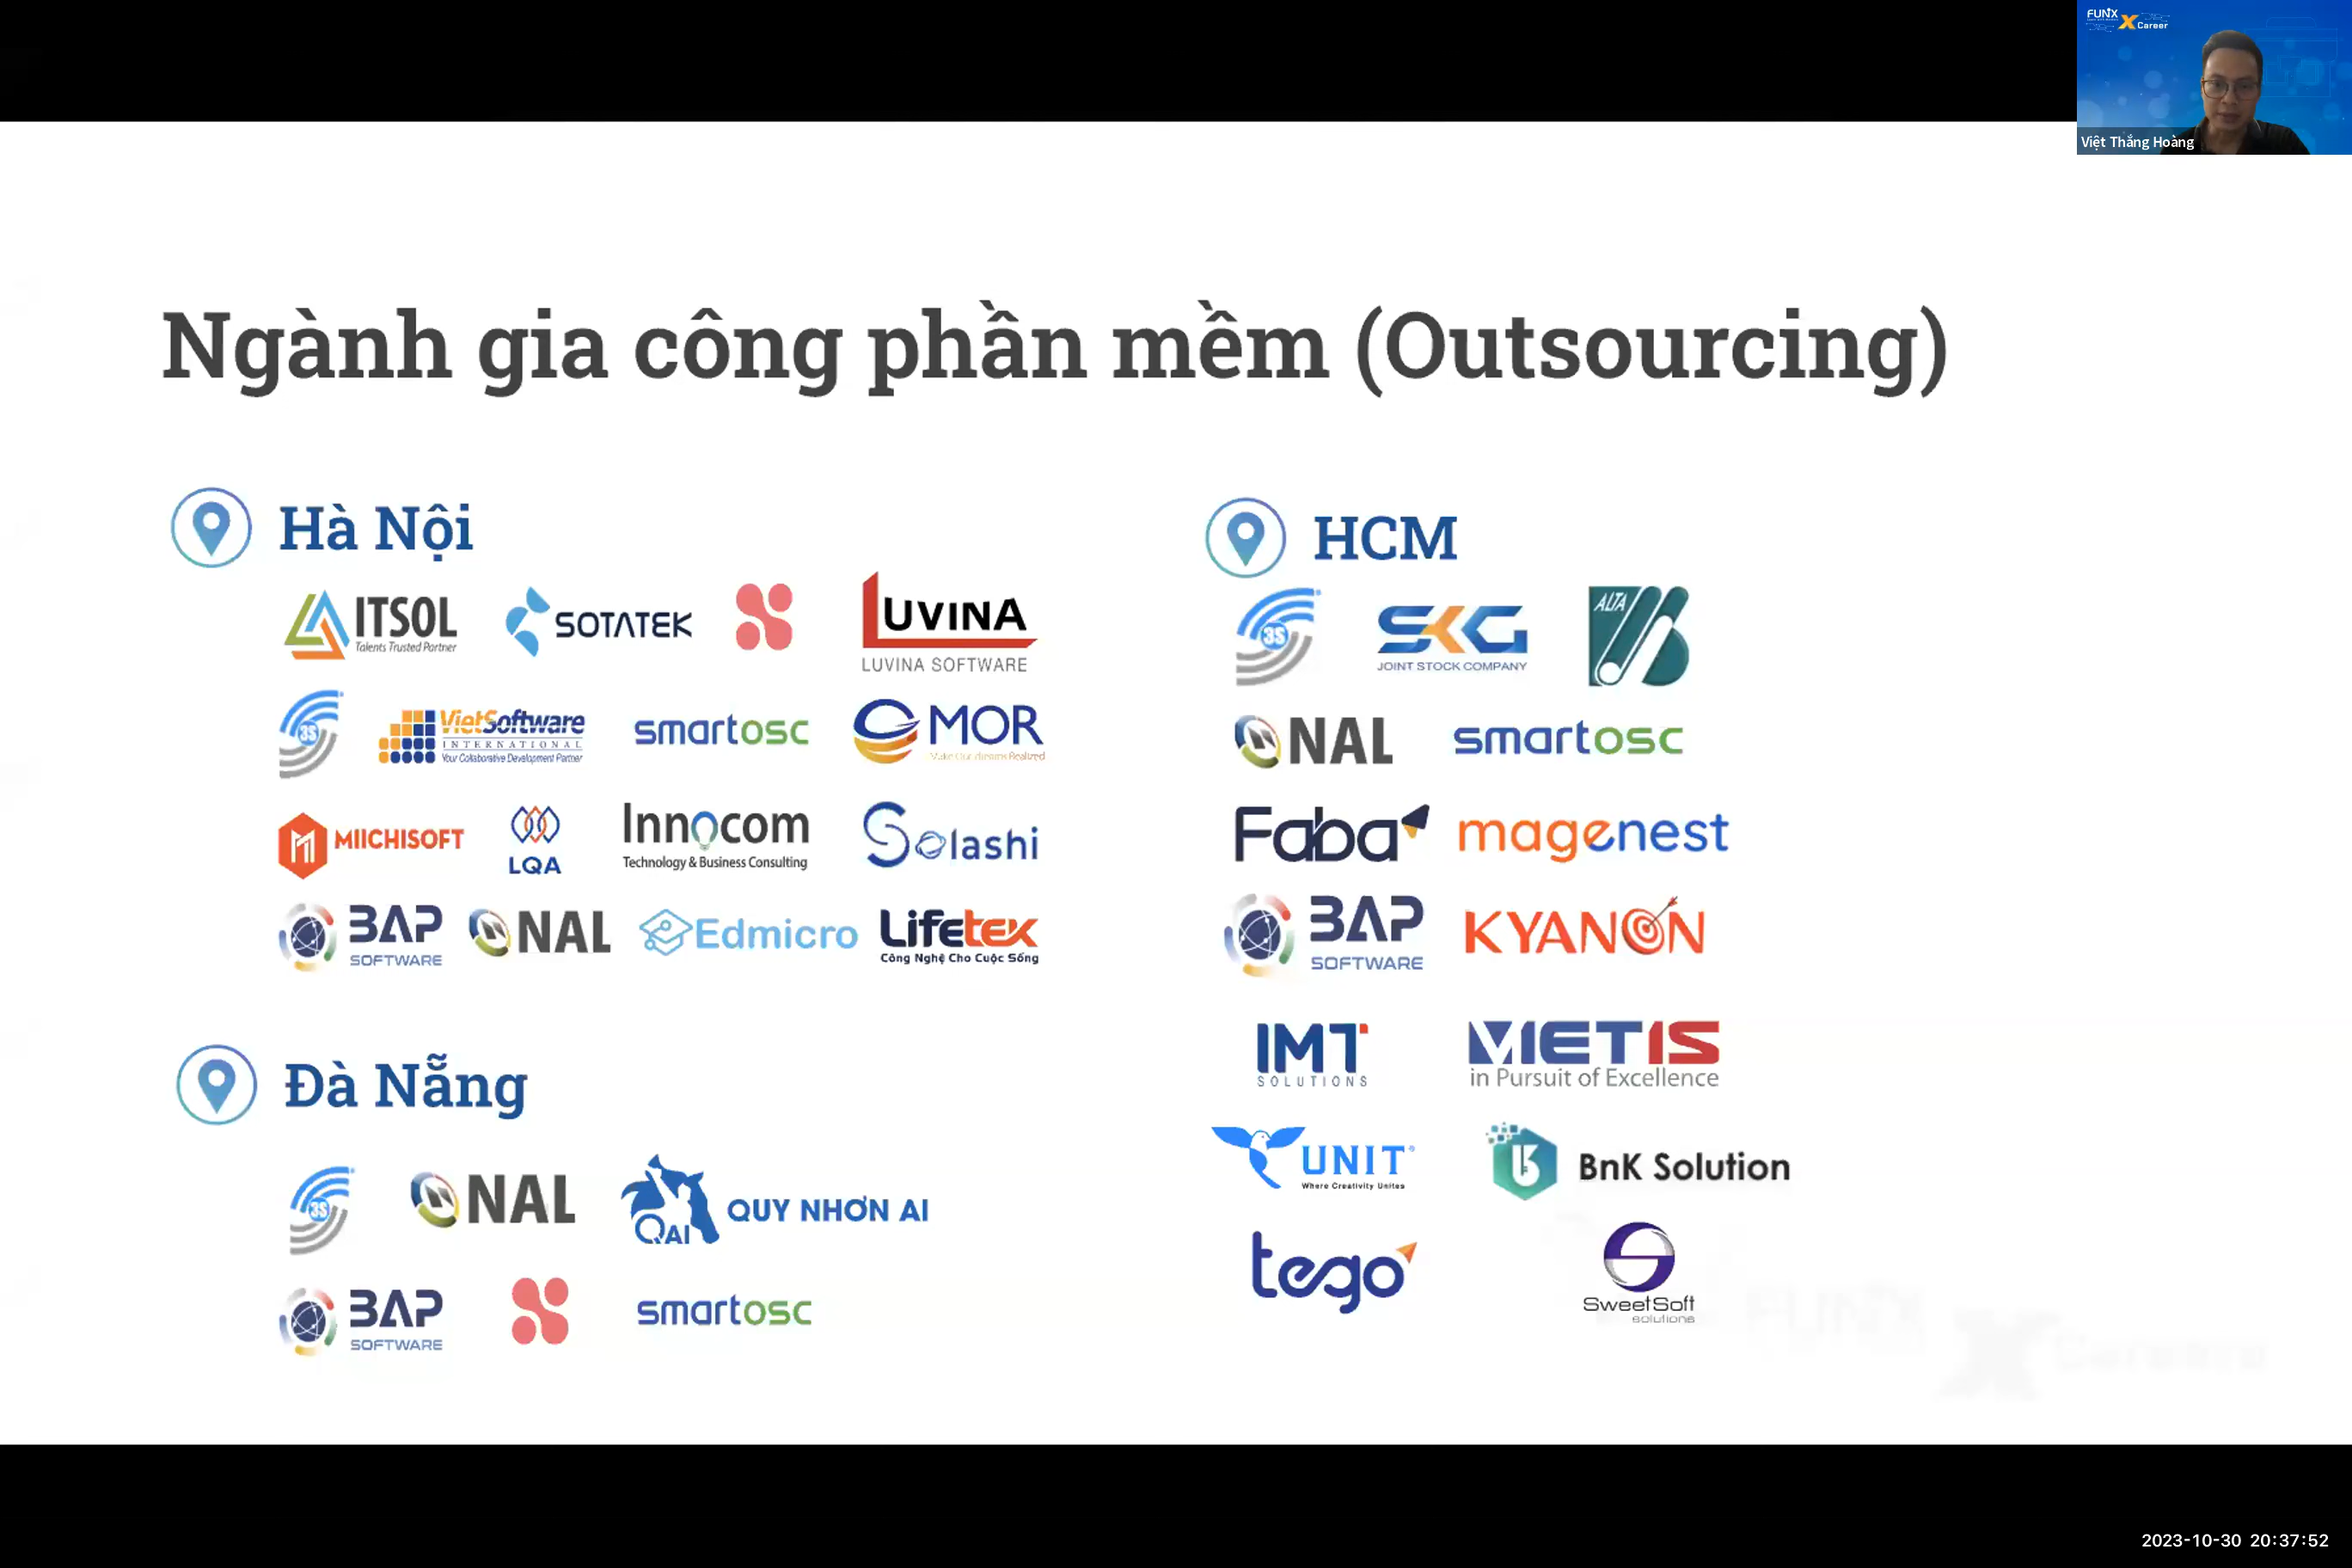 FUNiX
X Career
Việt Thắng Hoàng
Ngành gia công phần mềm (Outsourcing)
Hà Nội
ITSOL
Talents Trusted Partner
SOTATEK
LUVINA
LUVINA SOFTWARE
3S
VietSoftware
INTERNATIONAL
Your Collaborative Development Partner
smartosc
MOR
Make Our dreams Realized
MIICHISOFT
LQA
Innocom
Technology & Business Consulting
Solashi
BAP
SOFTWARE
NAL
Edmicro
Lifetex
Công Nghệ Cho Cuộc Sống
Đà Nẵng
3S
NAL
QAI
QUY NHƠN AI
BAP
SOFTWARE
smartosc
HCM
3S
SKG
JOINT STOCK COMPANY
ALTA
NAL
smartosc
Faba
magenest
BAP
SOFTWARE
KYANON
IMT
SOLUTIONS
VIETIS
in Pursuit of Excellence
UNIT
Where Creativity Unites
BnK Solution
tego
SweetSoft
solutions
2023-10-30 20:37:52